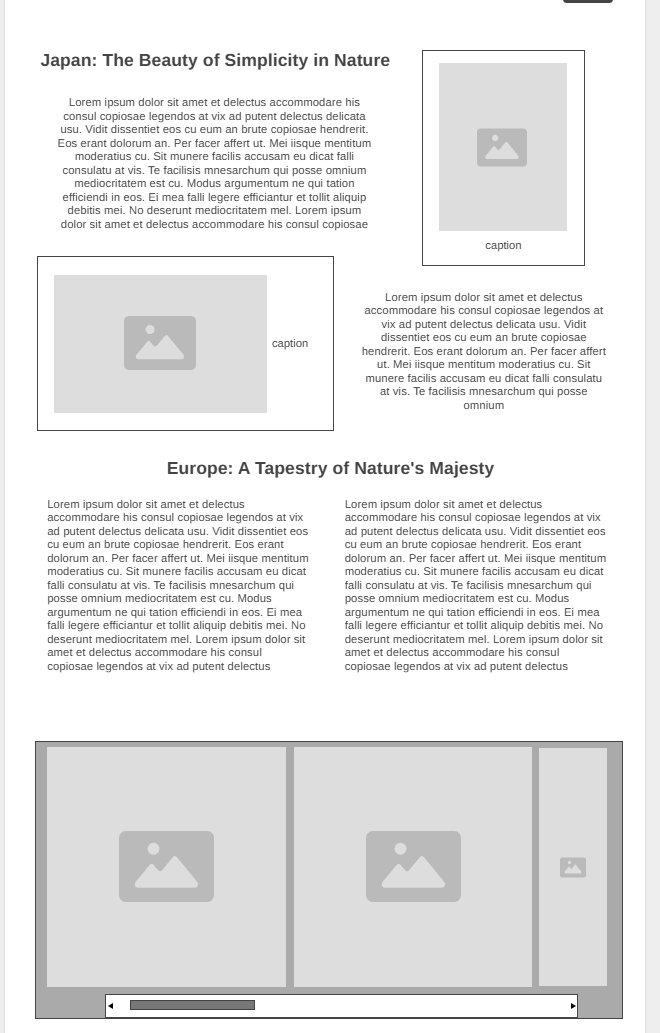 Japan: The Beauty of Simplicity in Nature
Lorem ipsum dolor sit amet et delectus accommodare his
consul copiosae legendos at vix ad putent delectus delicata
usu. Vidit dissentiet eos cu eum an brute copiosae hendrerit.
Eos erant dolorum an. Per facer affert ut. Mei iisque mentitum
moderatius cu. Sit munere facilis accusam eu dicat falli
consulatu at vis. Te facilisis mnesarchum qui posse omnium
mediocritatem est cu. Modus argumentum ne qui tation
efficiendi in eos. Ei mea falli legere efficiantur et tollit aliquip
debitis mei. No deserunt mediocritatem mel. Lorem ipsum
dolor sit amet et delectus accommodare his consul copiosae
caption
caption
Lorem ipsum dolor sit amet et delectus
accommodare his consul copiosae legendos at
vix ad putent delectus delicata usu. Vidit
dissentiet eos cu eum an brute copiosae
hendrerit. Eos erant dolorum an. Per facer affert
ut. Mei iisque mentitum moderatius cu. Sit
munere facilis accusam eu dicat falli consulatu
at vis. Te facilisis mnesarchum qui posse
omnium
Europe: A Tapestry of Nature's Majesty
Lorem ipsum dolor sit amet et delectus
accommodare his consul copiosae legendos at vix
ad putent delectus delicata usu. Vidit dissentiet eos
cu eum an brute copiosae hendrerit. Eos erant
dolorum an. Per facer affert ut. Mei iisque mentitum
moderatius cu. Sit munere facilis accusam eu dicat
falli consulatu at vis. Te facilisis mnesarchum qui
posse omnium mediocritatem est cu. Modus
argumentum ne qui tation efficiendi in eos. Ei mea
falli legere efficiantur et tollit aliquip debitis mei. No
deserunt mediocritatem mel. Lorem ipsum dolor sit
amet et delectus accommodare his consul
copiosae legendos at vix ad putent delectus
Lorem ipsum dolor sit amet et delectus
accommodare his consul copiosae legendos at vix
ad putent delectus delicata usu. Vidit dissentiet eos
cu eum an brute copiosae hendrerit. Eos erant
dolorum an. Per facer affert ut. Mei iisque mentitum
moderatius cu. Sit munere facilis accusam eu dicat
falli consulatu at vis. Te facilisis mnesarchum qui
posse omnium mediocritatem est cu. Modus
argumentum ne qui tation efficiendi in eos. Ei mea
falli legere efficiantur et tollit aliquip debitis mei. No
deserunt mediocritatem mel. Lorem ipsum dolor sit
amet et delectus accommodare his consul
copiosae legendos at vix ad putent delectus